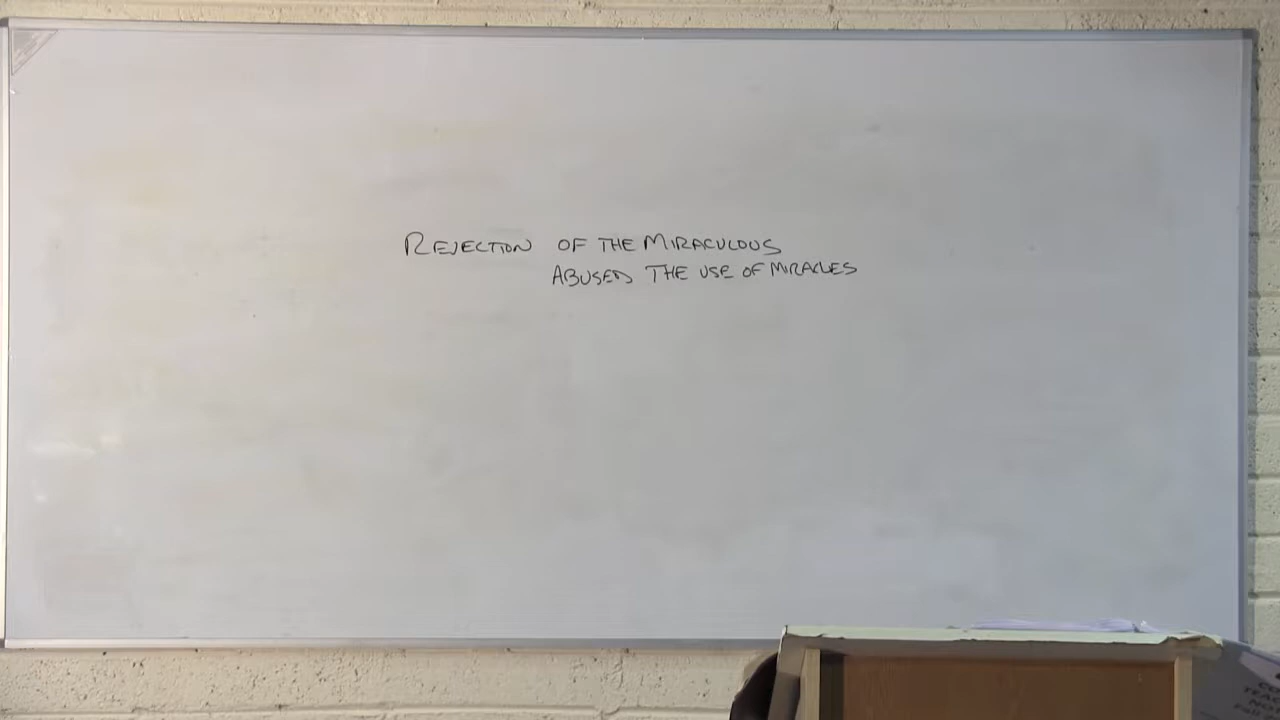 REJECTION OF THE MIRACULOUS
ABUSED THE USE OF MIRACLES